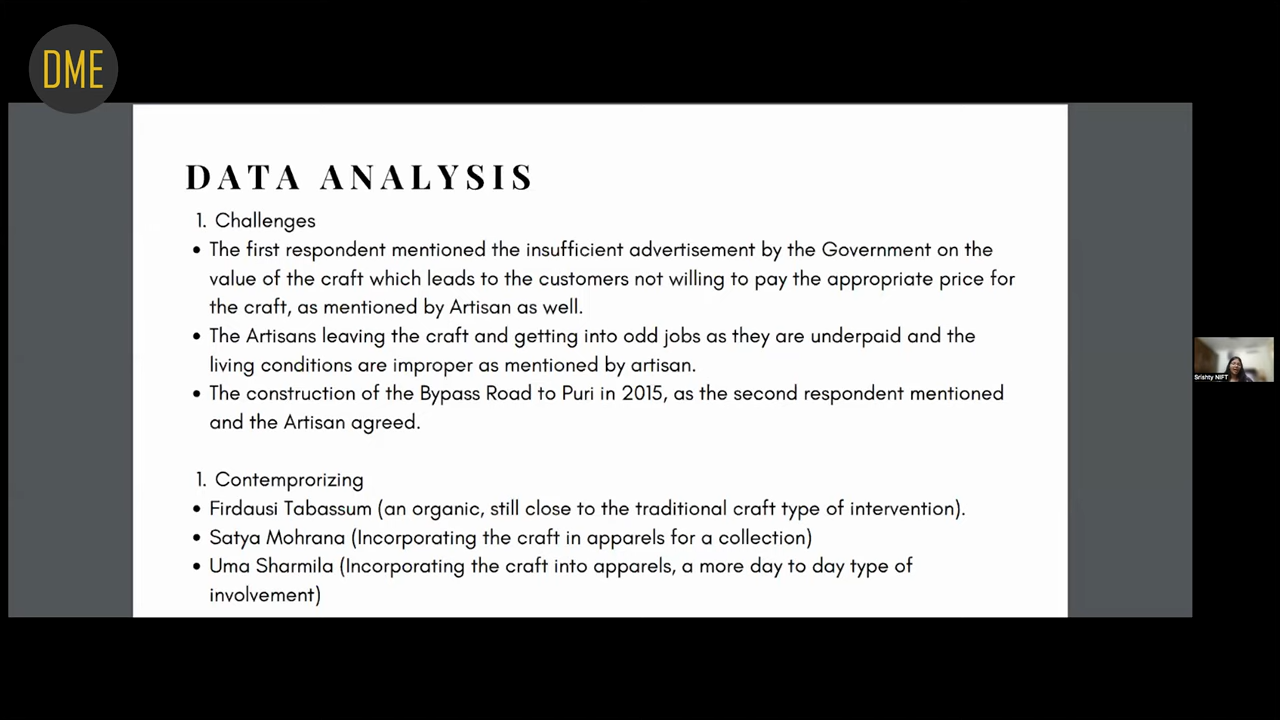 DME
DATA ANALYSIS
1. Challenges
• The first respondent mentioned the insufficient advertisement by the Government on the
value of the craft which leads to the customers not willing to pay the appropriate price for
the craft, as mentioned by Artisan as well.
• The Artisans leaving the craft and getting into odd jobs as they are underpaid and the
living conditions are improper as mentioned by artisan.
• The construction of the Bypass Road to Puri in 2015, as the second respondent mentioned
and the Artisan agreed.
1. Contemprorizing
• Firdausi Tabassum (an organic, still close to the traditional craft type of intervention).
• Satya Mohrana (Incorporating the craft in apparels for a collection)
• Uma Sharmila (Incorporating the craft into apparels, a more day to day type of
involvement)
Srishty NIFT